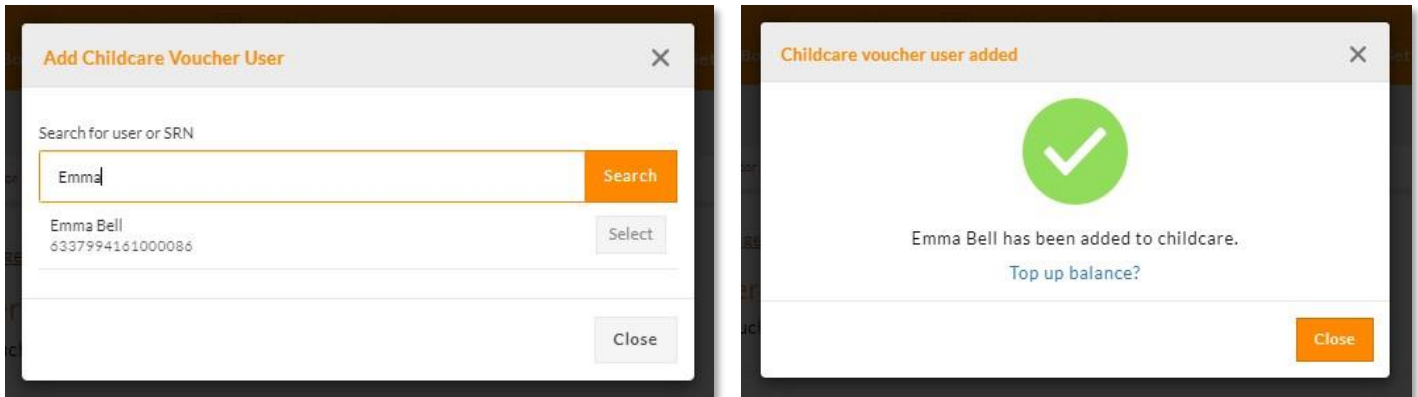 Add Childcare Voucher User
Search for user or SRN
Emma
Search
Emma Bell
6337994161000086
Select
Close
Childcare voucher user added
Emma Bell has been added to childcare.
Top up balance?
Close